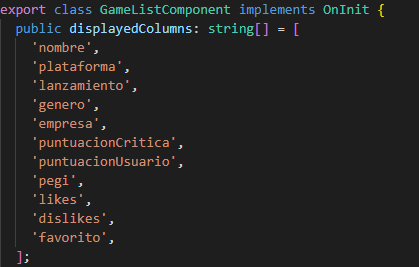 export class GameListComponent implements OnInit {
  public displayedColumns: string[] = [
    'nombre',
    'plataforma',
    'lanzamiento',
    'genero',
    'empresa',
    'puntuacionCritica',
    'puntuacionUsuario',
    'pegi',
    'likes',
    'dislikes',
    'favorito',
  ];